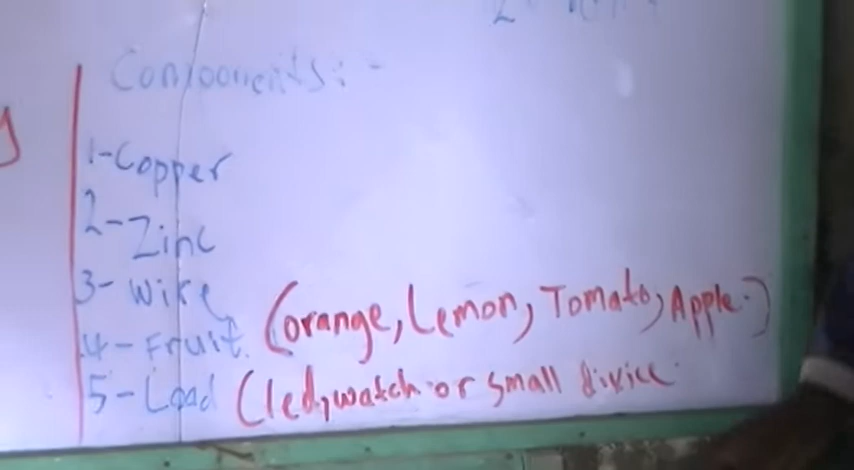 Components:-
1-Copper
2-Zinc
3-Wire
4-Fruit. (orange, Lemon, Tomato, Apple.)
5-Load (led, watch or small divice